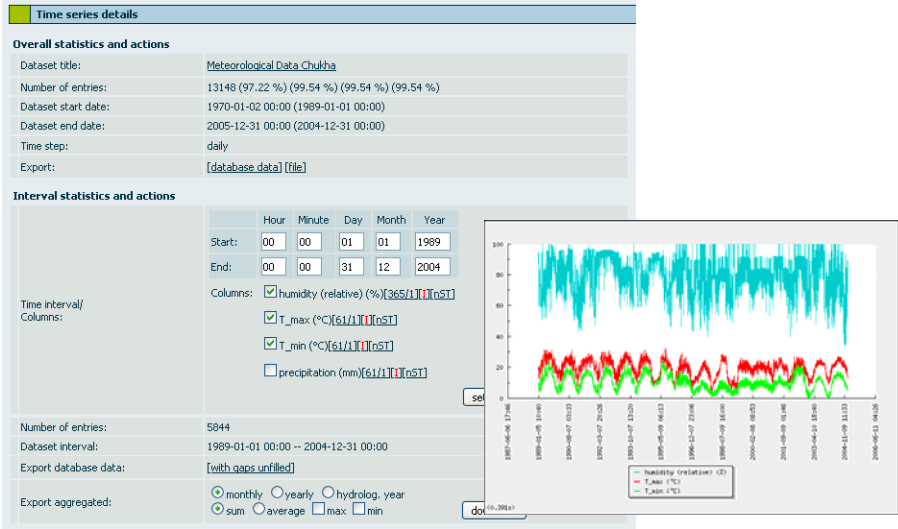 Time series details
Overall statistics and actions
Dataset title: Meteorological Data Chukha
Number of entries: 13148 (97.22 %) (99.54 %) (99.54 %) (99.54 %)
Dataset start date: 1970-01-02 00:00 (1989-01-01 00:00)
Dataset end date: 2005-12-31 00:00 (2004-12-31 00:00)
Time step: daily
Export: [database data] [file]
Interval statistics and actions
Hour Minute Day Month Year
Start: 00 00 01 01 1989
End: 00 00 31 12 2004
Time interval/
Columns:
Columns: humidity (relative) (%)[365/1][I][nST]
T_max (°C)[61/1][I][nST]
T_min (°C)[61/1][I][nST]
precipitation (mm)[61/1][I][nST]
Number of entries: 5844
Dataset interval: 1989-01-01 00:00 -- 2004-12-31 00:00
Export database data: [with gaps unfilled]
Export aggregated: monthly yearly hydrolog. year
sum average max min
100
80
60
40
20
0
humidity (relative) (%)
T_max (°C)
T_min (°C)
(0.391s)